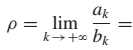 ρ = lim_{k→+∞} a_k / b_k =